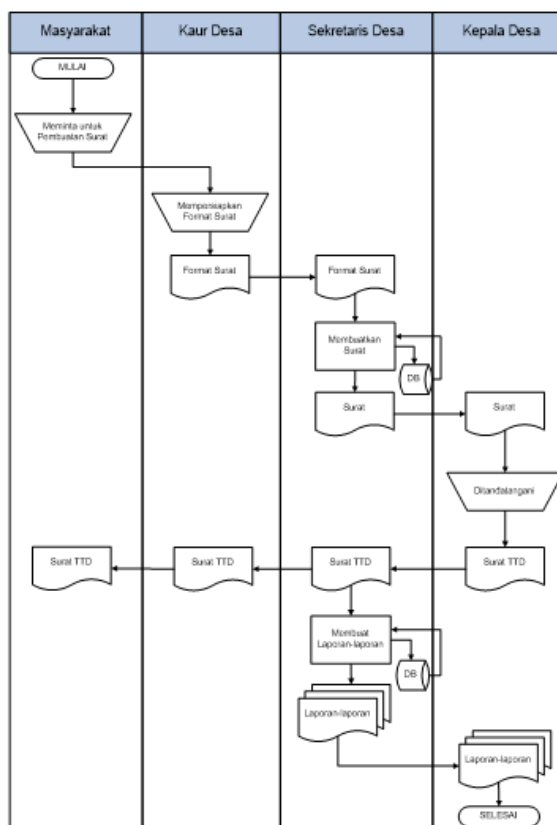 Masyarakat
Kaur Desa
Sekretaris Desa
Kepala Desa
MULAI
Meminta untuk
Pembuatan Surat
Mempersiapkan
Format Surat
Format Surat
Format Surat
Membuatkan
Surat
DB
Surat
Surat
Ditandatangani
Surat TTD
Surat TTD
Surat TTD
Surat TTD
Membuat
Laporan-laporan
DB
Laporan-laporan
Laporan-laporan
SELESAI